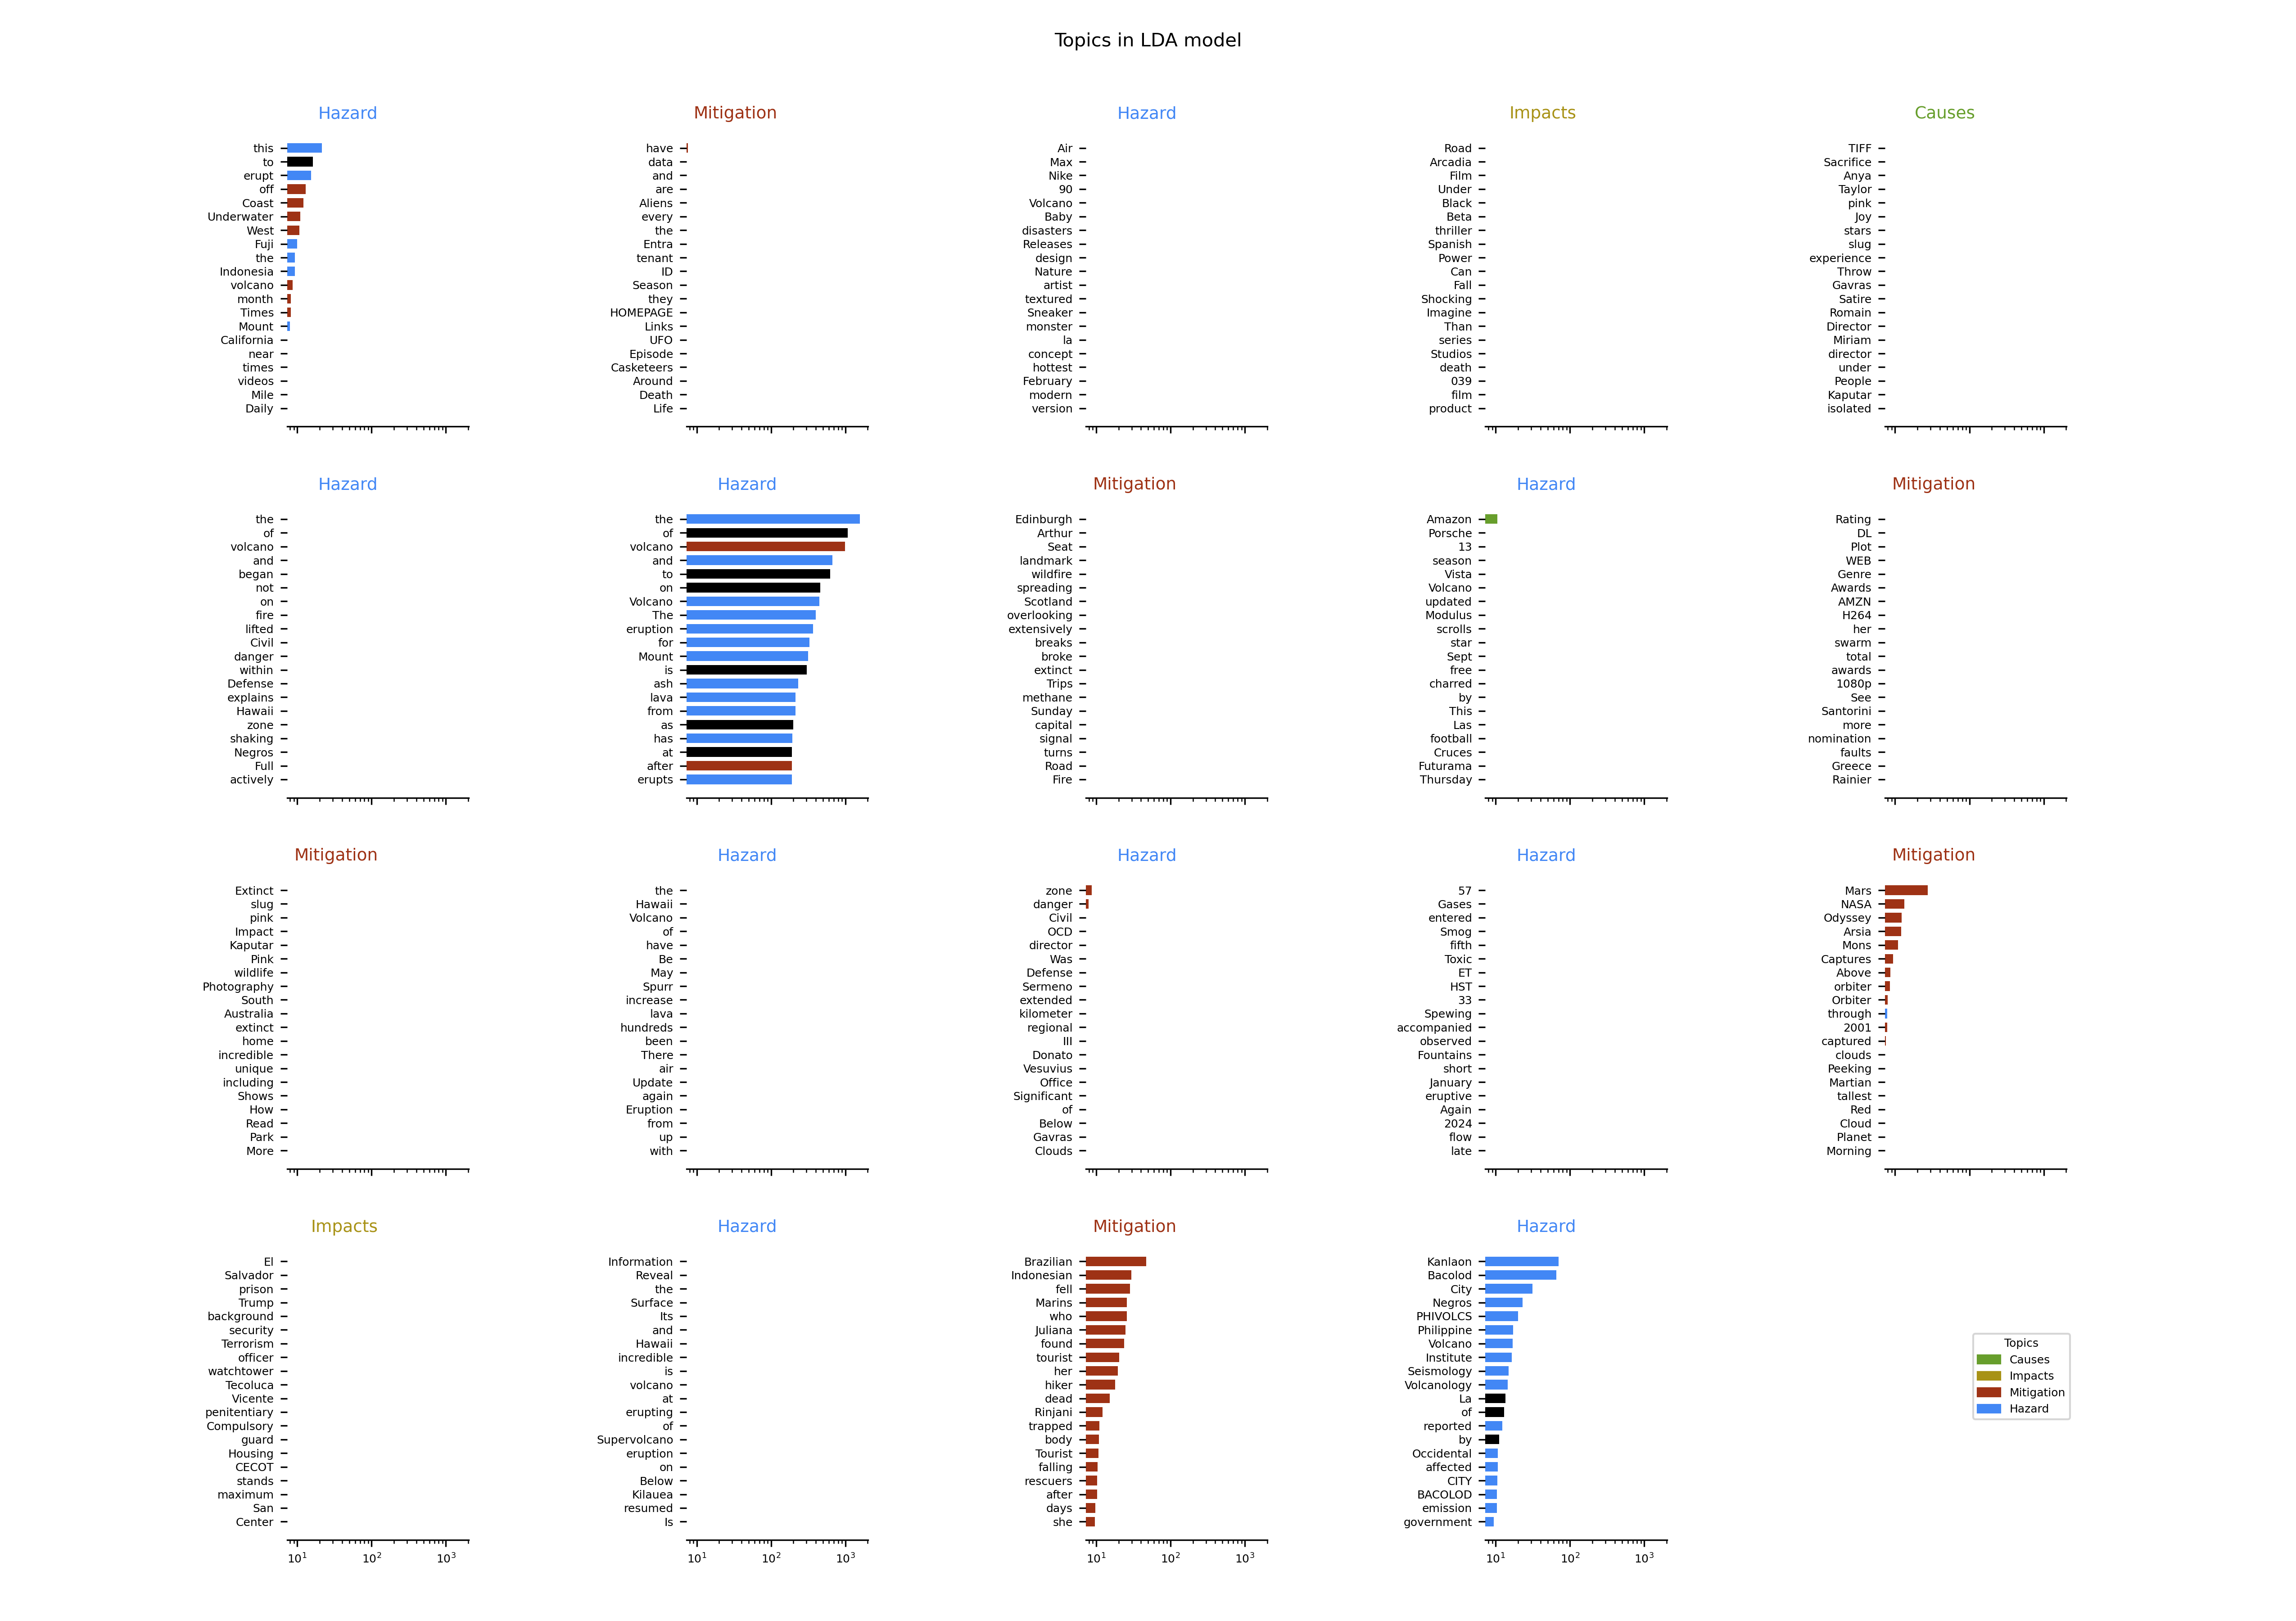 Topics in LDA model
Hazard
this
to
erupt
off
Coast
Underwater
West
Fuji
the
Indonesia
volcano
month
Times
Mount
California
near
times
videos
Mile
Daily
Mitigation
have
data
and
are
Aliens
every
the
Entra
tenant
ID
Season
they
HOMEPAGE
Links
UFO
Episode
Casketeers
Around
Death
Life
Hazard
Air
Max
Nike
90
Volcano
Baby
disasters
Releases
design
Nature
artist
textured
Sneaker
monster
la
concept
hottest
February
modern
version
Impacts
Road
Arcadia
Film
Under
Black
Beta
thriller
Spanish
Power
Can
Fall
Shocking
Imagine
Than
series
Studios
death
039
film
product
Causes
TIFF
Sacrifice
Anya
Taylor
pink
Joy
stars
slug
experience
Throw
Gavras
Satire
Romain
Director
Miriam
director
under
People
Kaputar
isolated
Hazard
the
of
volcano
and
began
not
on
fire
lifted
Civil
danger
within
Defense
explains
Hawaii
zone
shaking
Negros
Full
actively
Hazard
the
of
volcano
and
to
on
Volcano
The
eruption
for
Mount
is
ash
lava
from
as
has
at
after
erupts
Mitigation
Edinburgh
Arthur
Seat
landmark
wildfire
spreading
Scotland
overlooking
extensively
breaks
broke
extinct
Trips
methane
Sunday
capital
signal
turns
Road
Fire
Hazard
Amazon
Porsche
13
season
Vista
Volcano
updated
Modulus
scrolls
star
Sept
free
charred
by
This
Las
football
Cruces
Futurama
Thursday
Mitigation
Rating
DL
Plot
WEB
Genre
Awards
AMZN
H264
her
swarm
total
awards
1080p
See
Santorini
more
nomination
faults
Greece
Rainier
Mitigation
Extinct
slug
pink
Impact
Kaputar
Pink
wildlife
Photography
South
Australia
extinct
home
incredible
unique
including
Shows
How
Read
Park
More
Hazard
the
Hawaii
Volcano
of
have
Be
May
Spurr
increase
lava
hundreds
been
There
air
Update
again
Eruption
from
up
with
Hazard
zone
danger
Civil
OCD
director
Was
Defense
Sermeno
extended
kilometer
regional
III
Donato
Vesuvius
Office
Significant
of
Below
Gavras
Clouds
Hazard
57
Gases
entered
Smog
fifth
Toxic
ET
HST
33
Spewing
accompanied
observed
Fountains
short
January
eruptive
Again
2024
flow
late
Mitigation
Mars
NASA
Odyssey
Arsia
Mons
Captures
Above
orbiter
Orbiter
through
2001
captured
clouds
Peeking
Martian
tallest
Red
Cloud
Planet
Morning
Impacts
El
Salvador
prison
Trump
background
security
Terrorism
officer
watchtower
Tecoluca
Vicente
penitentiary
Compulsory
guard
Housing
CECOT
stands
maximum
San
Center
10¹ 10² 10³
Hazard
Information
Reveal
the
Surface
Its
and
Hawaii
incredible
is
volcano
at
erupting
of
Supervolcano
eruption
on
Below
Kilauea
resumed
Is
10¹ 10² 10³
Mitigation
Brazilian
Indonesian
fell
Marins
who
Juliana
found
tourist
her
hiker
dead
Rinjani
trapped
body
Tourist
falling
rescuers
after
days
she
10¹ 10² 10³
Hazard
Kanlaon
Bacolod
City
Negros
PHIVOLCS
Philippine
Volcano
Institute
Seismology
Volcanology
La
of
reported
by
Occidental
affected
CITY
BACOLOD
emission
government
10¹ 10² 10³
Topics
Causes
Impacts
Mitigation
Hazard